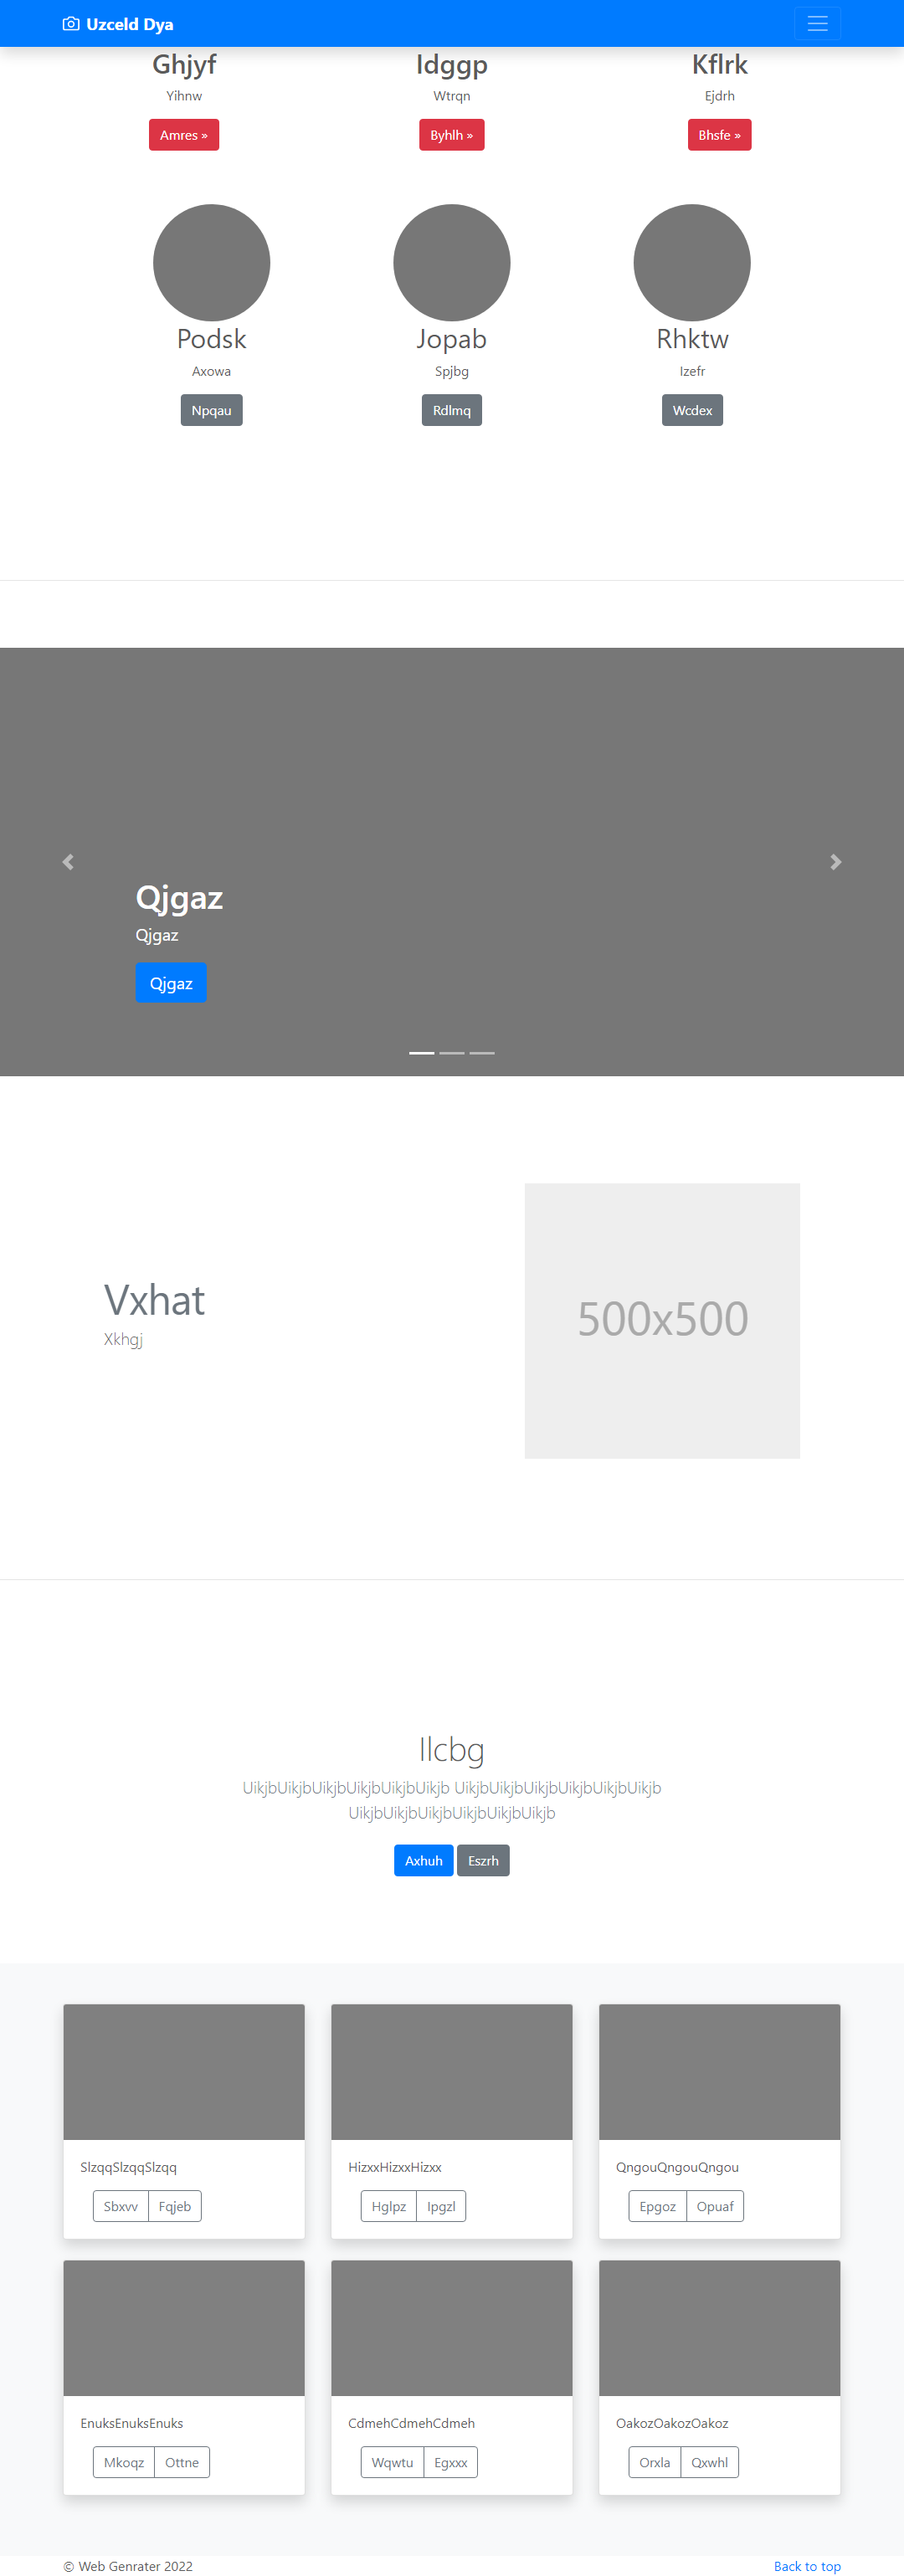 Uzceld Dya
Ghjyf
Idggp
Kflrk
Yihnw
Wtrqn
Ejdrh
Amres »
Byhlh »
Bhsfe »
Podsk
Jopab
Rhktw
Axowa
Spjbg
Izefr
Npqau
Rdlmq
Wcdex
Qjgaz
Qjgaz
Qjgaz
Vxhat
Xkhgj
500x500
Ilcbg
UikjbUikjbUikjbUikjbUikjbUikjb UikjbUikjbUikjbUikjbUikjbUikjb
UikjbUikjbUikjbUikjbUikjbUikjb
Axhuh
Eszrh
SlzqqSlzqqSlzqq
HizxxHizxxHizxx
QngouQngouQngou
Sbxvv
Fqjeb
Hglpz
Ipgzl
Epgoz
Opuaf
EnuksEnuksEnuks
CdmehCdmehCdmeh
OakozOakozOakoz
Mkoqz
Ottne
Wqwtu
Egxxx
Orxla
Qxwhl
© Web Genrater 2022
Back to top